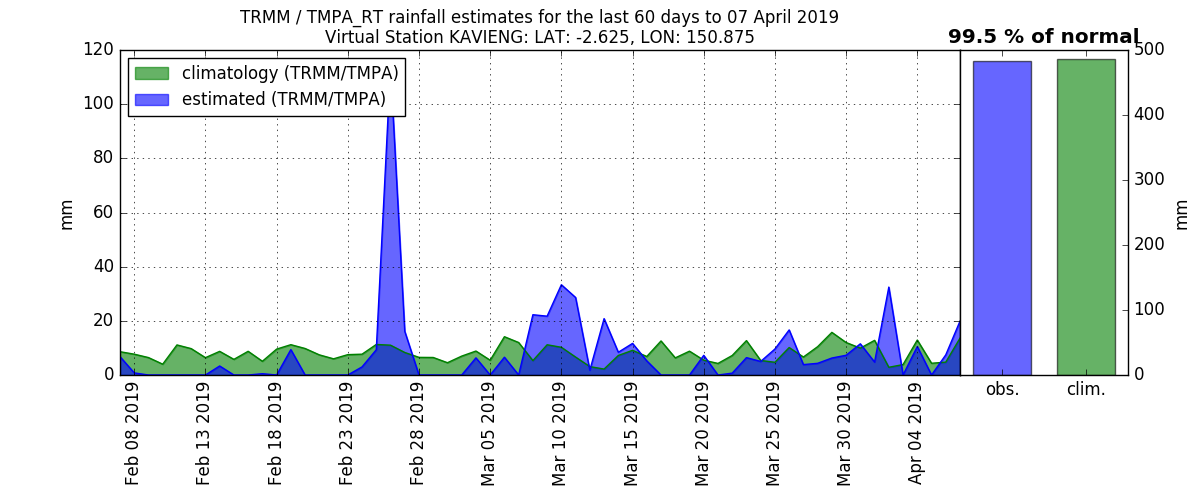 TRMM / TMPA_RT rainfall estimates for the last 60 days to 07 April 2019
Virtual Station KAVIENG: LAT: -2.625, LON: 150.875
99.5 % of normal
climatology (TRMM/TMPA)
estimated (TRMM/TMPA)
mm
120
100
80
60
40
20
0
Feb 08 2019
Feb 13 2019
Feb 18 2019
Feb 23 2019
Feb 28 2019
Mar 05 2019
Mar 10 2019
Mar 15 2019
Mar 20 2019
Mar 25 2019
Mar 30 2019
Apr 04 2019
obs.
clim.
500
400
300
200
100
0
mm